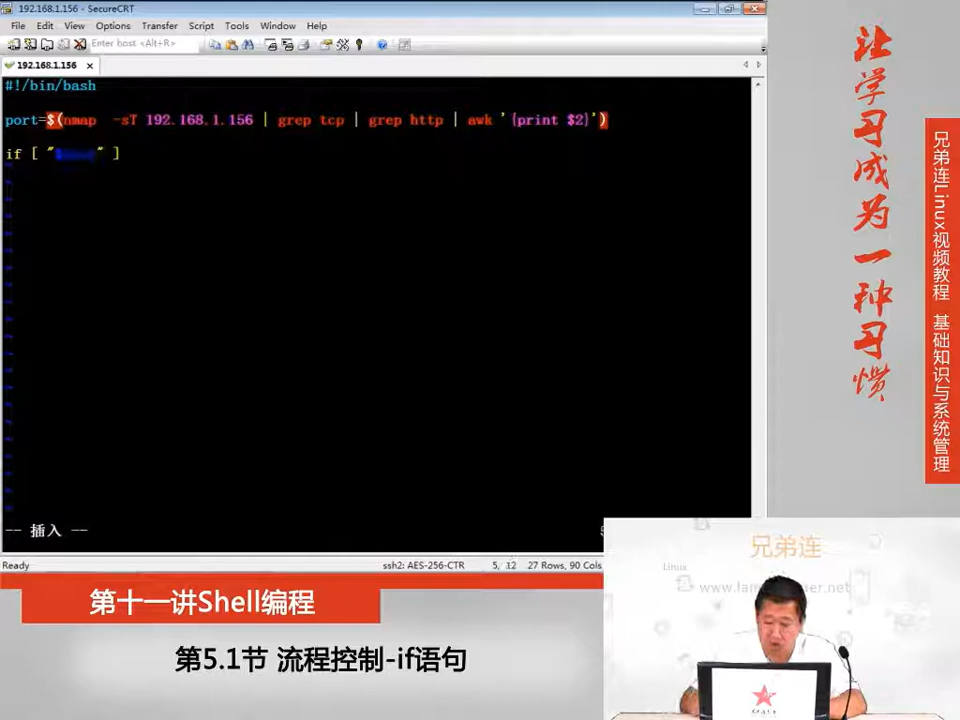 192.168.1.156 - SecureCRT
File Edit View Options Transfer Script Tools Window Help
Enter host <Alt+R>
192.168.1.156
#!/bin/bash
port=$(nmap -sT 192.168.1.156 | grep tcp | grep http | awk '{print $2}')
if [ "
" ]
-- 插入 --
Ready
ssh2: AES-256-CTR
5, 12
27 Rows, 90 Cols
让学习成为一种习惯
兄弟连Linux视频教程 基础知识与系统管理
兄弟连
Linux
第十一讲Shell编程
第5.1节 流程控制-if语句